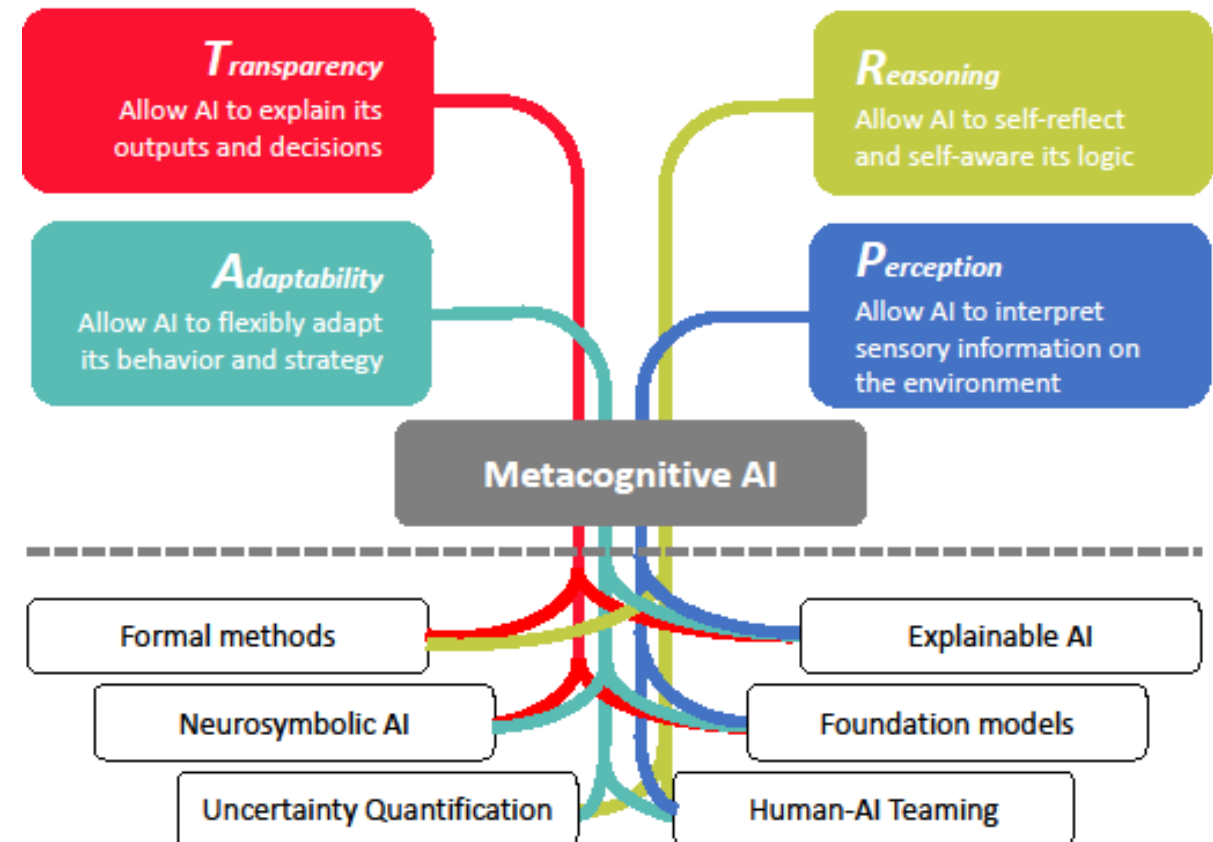 Transparency
Allow AI to explain its
outputs and decisions
Reasoning
Allow AI to self-reflect
and self-aware its logic
Adaptability
Allow AI to flexibly adapt
its behavior and strategy
Perception
Allow AI to interpret
sensory information on
the environment
Metacognitive AI
Formal methods
Explainable AI
Neurosymbolic AI
Foundation models
Uncertainty Quantification
Human-AI Teaming